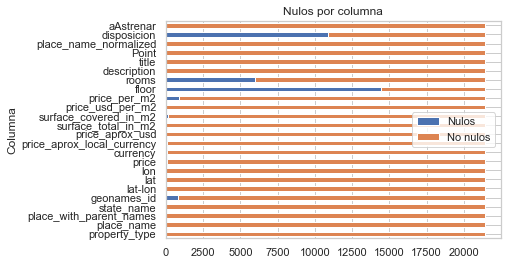 Nulos por columna
aAstrenar
disposicion
place_name_normalized
Point
title
description
rooms
floor
price_per_m2
price_usd_per_m2
surface_covered_in_m2
surface_total_in_m2
price_aprox_usd
price_aprox_local_currency
currency
price
lon
lat
lat-lon
geonames_id
state_name
place_with_parent_names
place_name
property_type
Columna
Nulos
No nulos
0 2500 5000 7500 10000 12500 15000 17500 20000